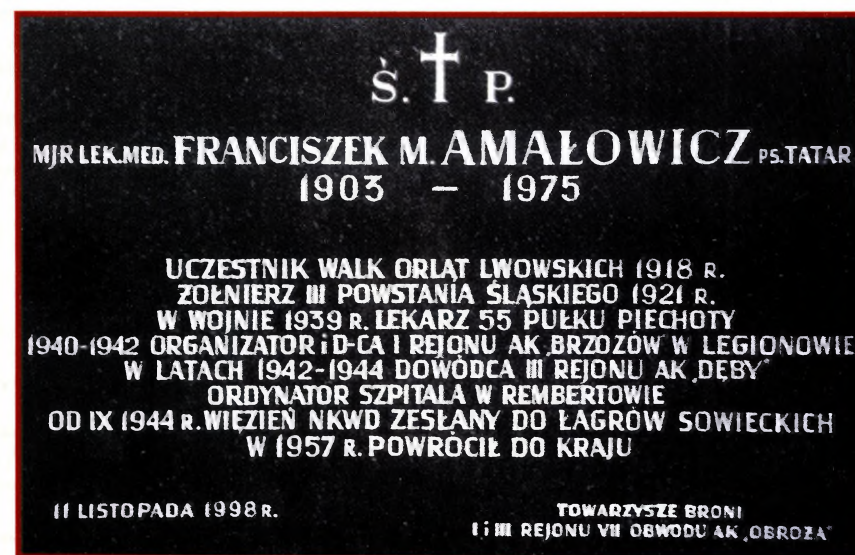 Ś. P.
MJR LEK.MED. FRANCISZEK M. AMAŁOWICZ PS.TATAR
1903 – 1975
UCZESTNIK WALK ORLĄT LWOWSKICH 1918 R.
ŻOŁNIERZ III POWSTANIA ŚLĄSKIEGO 1921 R.
W WOJNIE 1939 R. LEKARZ 55 PUŁKU PIECHOTY
1940-1942 ORGANIZATOR i D-CA I REJONU AK „BRZOZÓW W LEGIONOWIE
W LATACH 1942-1944 DOWÓDCA III REJONU AK „DĘBY"
ORDYNATOR SZPITALA W REMBERTOWIE
OD IX 1944 R. WIĘZIEŃ NKWD ZESŁANY DO ŁAGRÓW SOWIECKICH
W 1957 R. POWRÓCIŁ DO KRAJU
11 LISTOPADA 1998 R.
TOWARZYSZE BRONI
I i III REJONU VII OBWODU AK „OBROŻA"